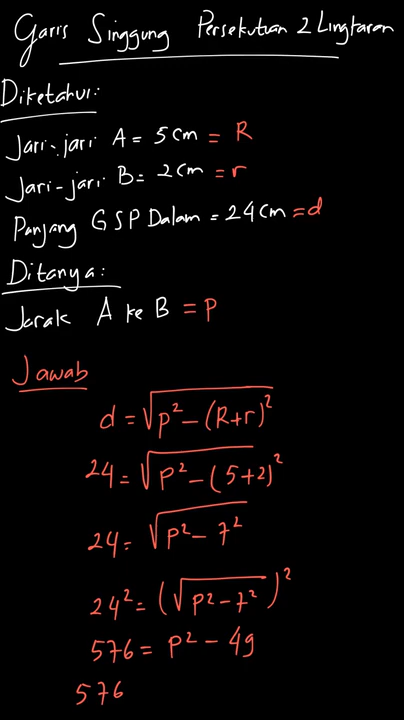 Garis Singgung Persekutuan 2 Lingkaran
Diketahui:
Jari-jari A = 5 cm = R
Jari-jari B = 2 cm = r
Panjang GSP Dalam = 24 cm = d
Ditanya:
Jarak A ke B = P
Jawab
d = √(p² - (R+r)²)
24 = √(p² - (5+2)²)
24 = √(p² - 7²)
24² = (√(p² - 7²))²
576 = p² - 49
576